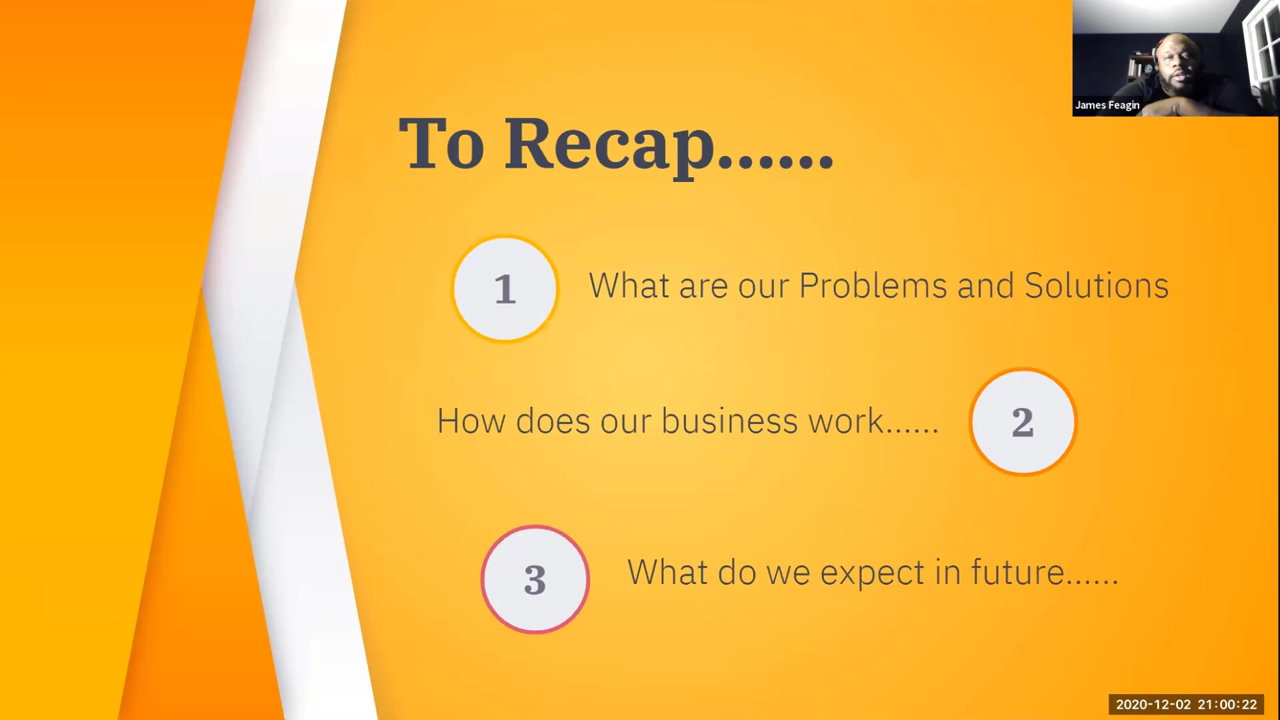 James Feagin
To Recap......
1
What are our Problems and Solutions
How does our business work......
2
3
What do we expect in future......
2020-12-02 21:00:22